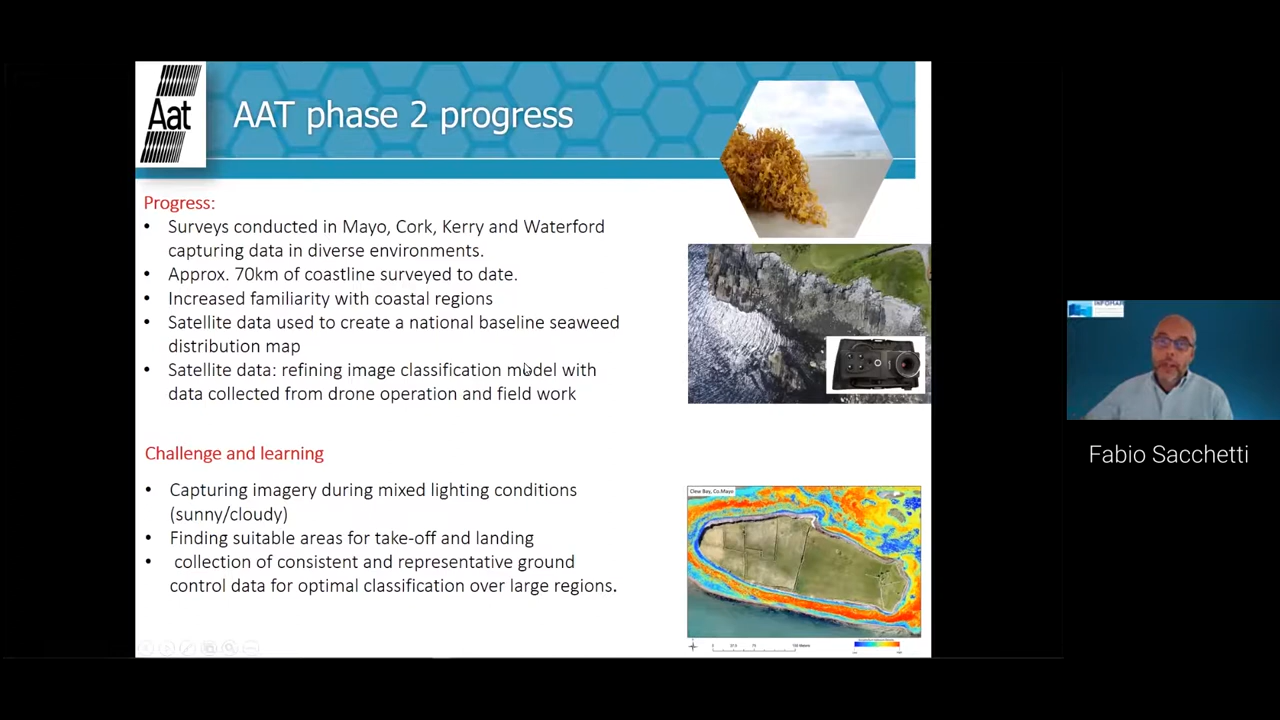 Aat
AAT phase 2 progress
Progress:
• Surveys conducted in Mayo, Cork, Kerry and Waterford
capturing data in diverse environments.
• Approx. 70km of coastline surveyed to date.
• Increased familiarity with coastal regions
• Satellite data used to create a national baseline seaweed
distribution map
• Satellite data: refining image classification model with
data collected from drone operation and field work
Challenge and learning
• Capturing imagery during mixed lighting conditions
(sunny/cloudy)
• Finding suitable areas for take-off and landing
• collection of consistent and representative ground
control data for optimal classification over large regions.
Clew Bay, Co.Mayo
INFOMAR
Fabio Sacchetti